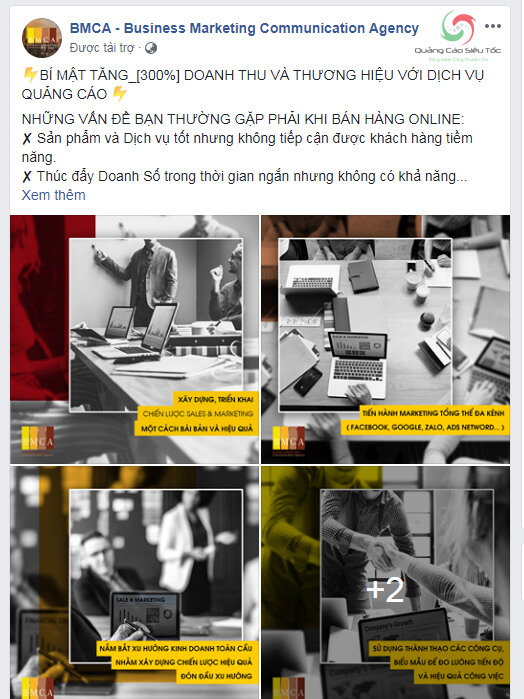 BMCA - Business Marketing Communication Agency
Được tài trợ ·
Quảng Cáo Siêu Tốc
⚡BÍ MẬT TĂNG_[300%] DOANH THU VÀ THƯƠNG HIỆU VỚI DỊCH VỤ
QUẢNG CÁO ⚡
NHỮNG VẤN ĐỀ BẠN THƯỜNG GẶP PHẢI KHI BÁN HÀNG ONLINE:
✗ Sản phẩm và Dịch vụ tốt nhưng không tiếp cận được khách hàng tiềm
năng.
✗ Thúc đẩy Doanh Số trong thời gian ngắn nhưng không có khả năng...
Xem thêm
XÂY DỰNG, TRIỂN KHAI
CHIẾN LƯỢC SALES & MARKETING
MỘT CÁCH BÀI BẢN VÀ HIỆU QUẢ
BMCA
SALES & MARKETING
TIẾN HÀNH MARKETING TỔNG THỂ ĐA KÊNH
( FACEBOOK, GOOGLE, ZALO, ADS NETWORD... )
BMCA
SALES & MARKETING
NẮM BẮT XU HƯỚNG KINH DOANH TOÀN CẦU
NHẰM XÂY DỰNG CHIẾN LƯỢC HIỆU QUẢ
ĐÓN ĐẦU XU HƯỚNG
BMCA
+2
Company's Growth
SỬ DỤNG THÀNH THẠO CÁC CÔNG CỤ,
BIỂU MẪU ĐỂ ĐO LƯỜNG TIẾN ĐỘ
VÀ HIỆU QUẢ CÔNG VIỆC
BMCA